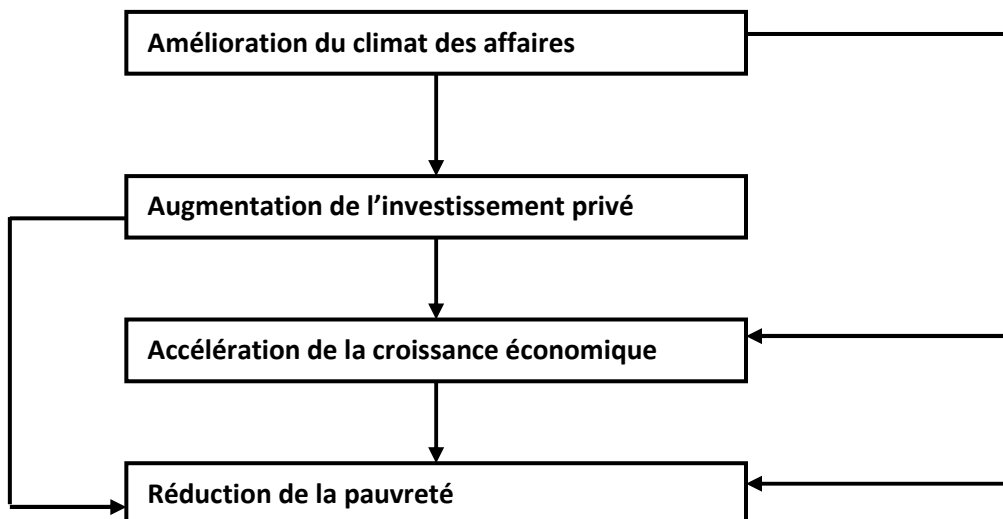 Amélioration du climat des affaires
Augmentation de l’investissement privé
Accélération de la croissance économique
Réduction de la pauvreté